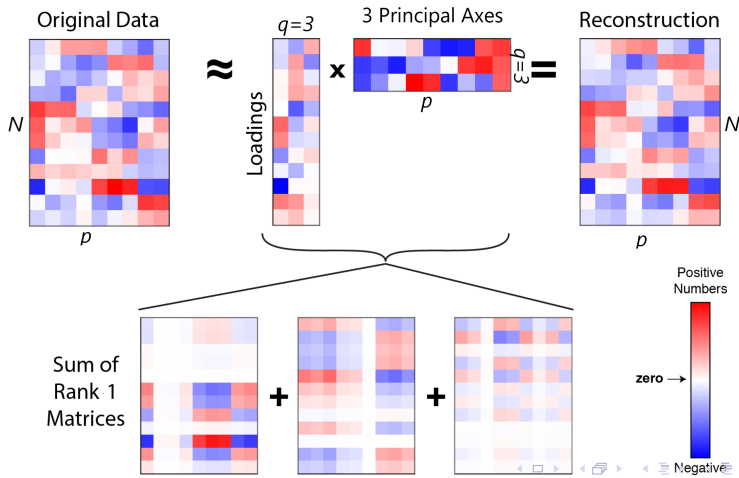 Original Data
q=3
3 Principal Axes
Reconstruction
≈
x
=
N
Loadings
p
q=3
N
p
p
Sum of
Rank 1
Matrices
+
+
Positive
Numbers
zero →
Negative